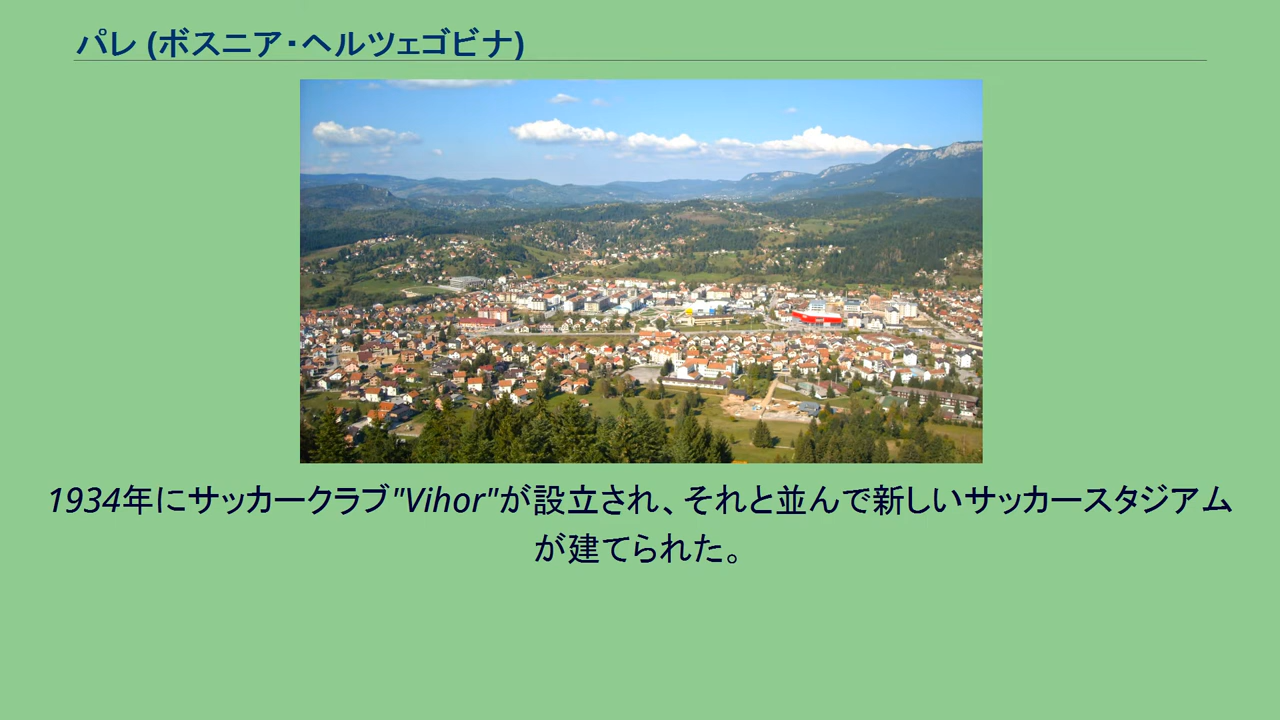 パレ (ボスニア・ヘルツェゴビナ)
1934年にサッカークラブ"Vihor"が設立され、それと並んで新しいサッカースタジアム
が建てられた。